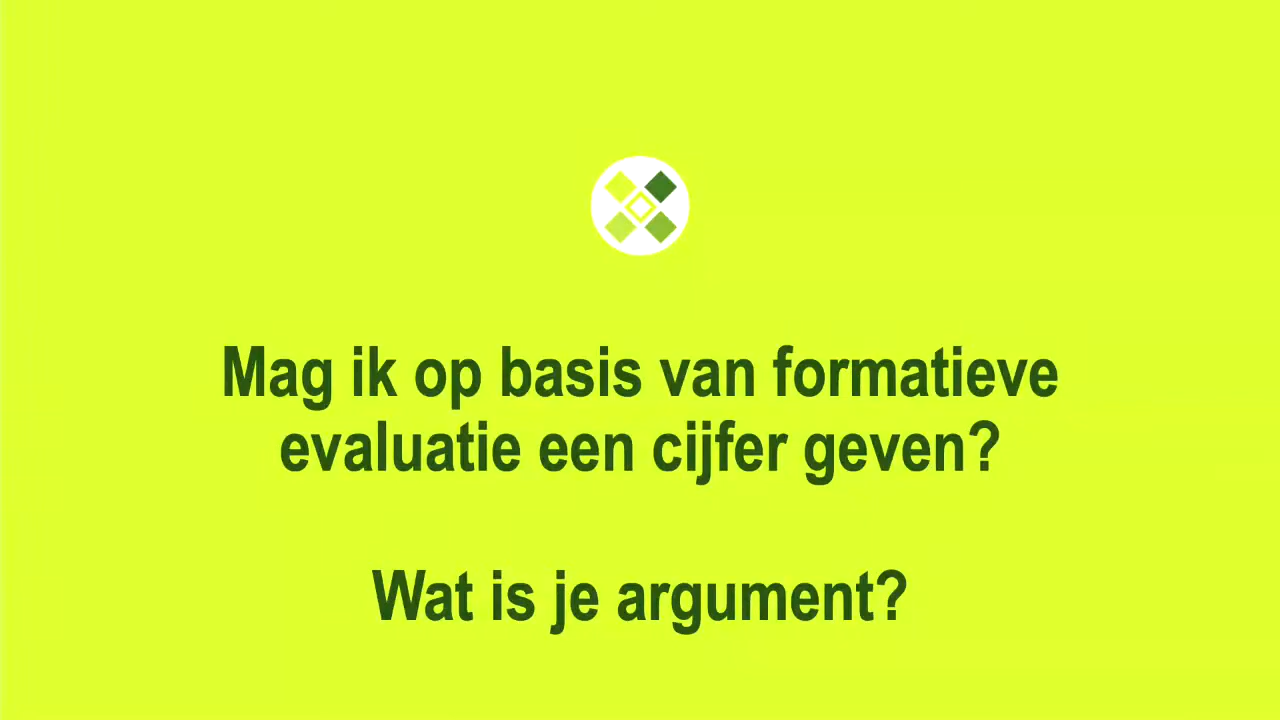 Mag ik op basis van formatieve
evaluatie een cijfer geven?
Wat is je argument?